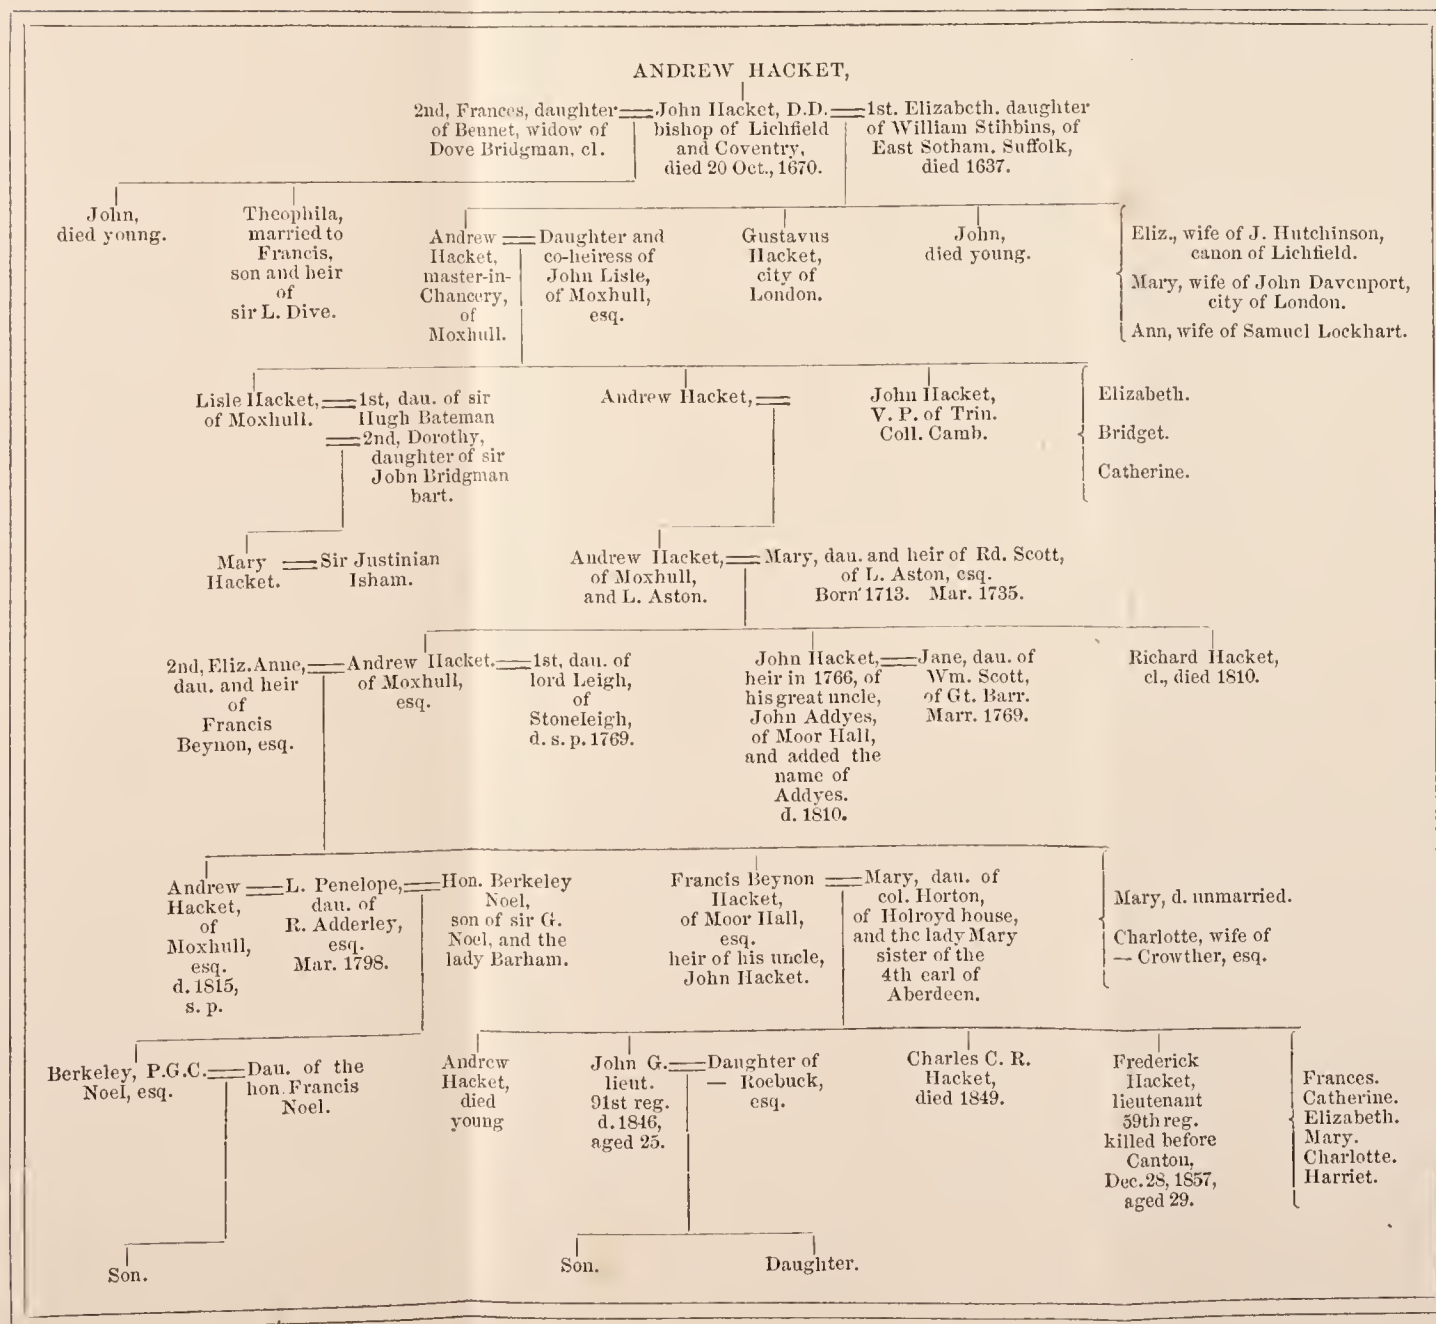 ANDREW HACKET,
2nd, Frances, daughter
of Bennet, widow of
Dove Bridgman, cl.
John Hacket, D.D.
bishop of Lichfield
and Coventry,
died 20 Oct., 1670.
1st. Elizabeth. daughter
of William Stihbins, of
East Sotham. Suffolk,
died 1637.
John,
died young.
Theophila,
married to
Francis,
son and heir
of
sir L. Dive.
Andrew
Hacket,
master-in-
Chancery,
of
Moxhull.
Daughter and
co-heiress of
John Lisle,
of Moxhull,
esq.
Gustavus
Hacket,
city of
London.
John,
died young.
Eliz., wife of J. Hutchinson,
canon of Lichfield.
Mary, wife of John Davenport,
city of London.
Ann, wife of Samuel Lockhart.
Lisle Hacket,
of Moxhull.
1st, dau. of sir
Hugh Bateman
2nd, Dorothy,
daughter of sir
John Bridgman
bart.
Andrew Hacket,
John Hacket,
V. P. of Trin.
Coll. Camb.
Elizabeth.
Bridget.
Catherine.
Mary
Hacket.
Sir Justinian
Isham.
Andrew Hacket,
of Moxhull,
and L. Aston.
Mary, dau. and heir of Rd. Scott,
of L. Aston, esq.
Born 1713. Mar. 1735.
2nd, Eliz. Anne,
dau. and heir
of
Francis
Beynon, esq.
Andrew Hacket.
of Moxhull,
esq.
1st, dau. of
lord Leigh,
of
Stoneleigh,
d. s. p. 1769.
John Hacket,
heir in 1766, of
his great uncle,
John Addyes,
of Moor Hall,
and added the
name of
Addyes.
d. 1810.
Jane, dau. of
Wm. Scott,
of Gt. Barr.
Marr. 1769.
Richard Hacket,
cl., died 1810.
Andrew
Hacket,
of
Moxhull,
esq.
d. 1815,
s. p.
L. Penelope,
dau. of
R. Adderley,
esq.
Mar. 1798.
Hon. Berkeley
Noel,
son of sir G.
Noel, and the
lady Barham.
Francis Beynon
Hacket,
of Moor Hall,
esq.
heir of his uncle,
John Hacket.
Mary, dau. of
col. Horton,
of Holroyd house,
and the lady Mary
sister of the
4th earl of
Aberdeen.
Mary, d. unmarried.
Charlotte, wife of
— Crowther, esq.
Berkeley, P.G.C.
Noel, esq.
Dau. of the
hon. Francis
Noel.
Andrew
Hacket,
died
young
John G.
lieut.
91st reg.
d. 1846,
aged 25.
Daughter of
— Roebuck,
esq.
Charles C. R.
Hacket,
died 1849.
Frederick
Hacket,
lieutenant
59th reg.
killed before
Canton,
Dec. 28, 1857,
aged 29.
Frances.
Catherine.
Elizabeth.
Mary.
Charlotte.
Harriet.
Son.
Son.
Daughter.